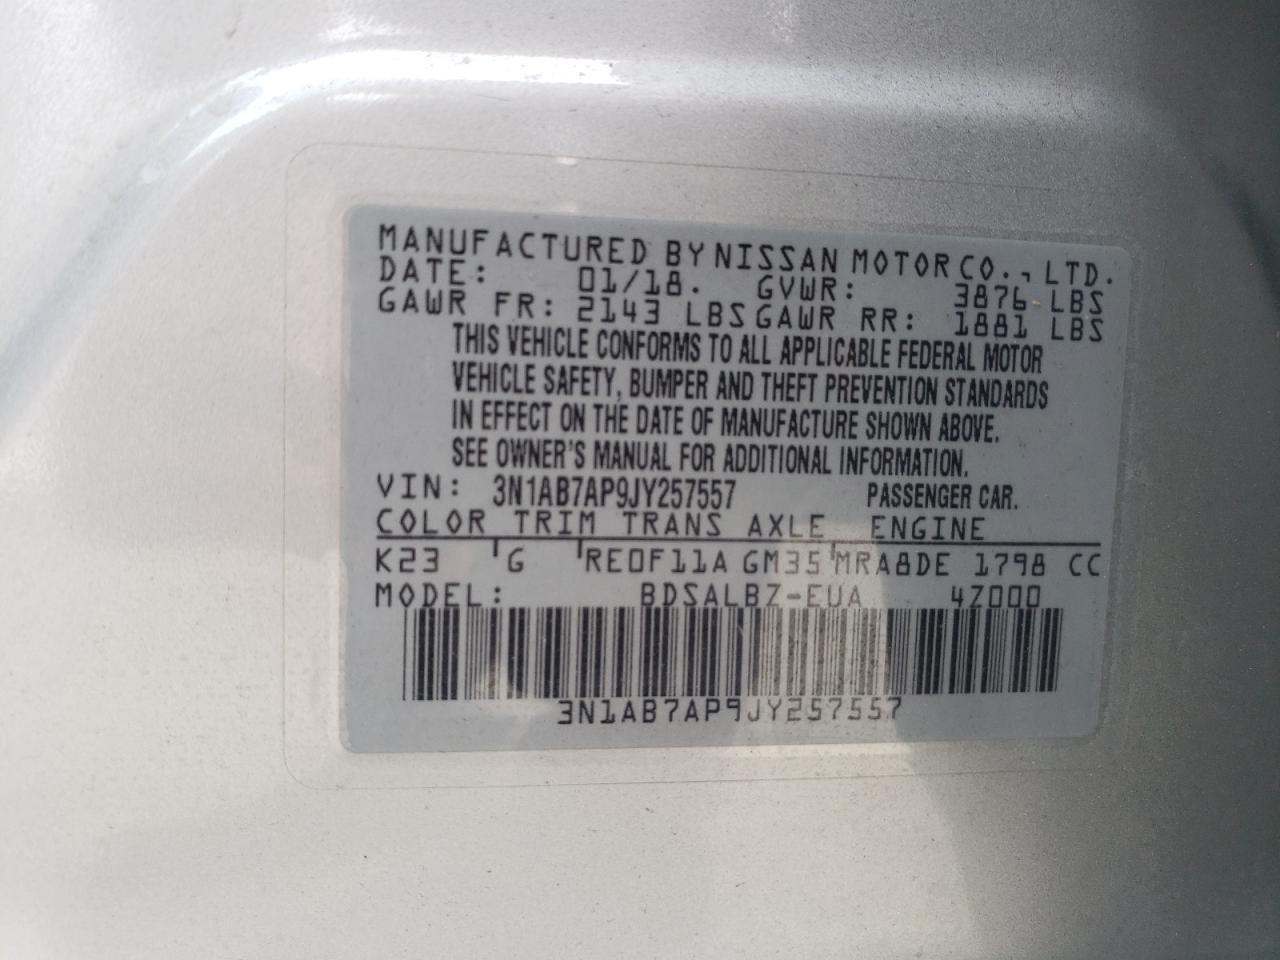 MANUFACTURED BY NISSAN MOTOR CO., LTD.
DATE: 01/18. GVWR: 3876 LBS
GAWR FR: 2143 LBS GAWR RR: 1881 LBS
THIS VEHICLE CONFORMS TO ALL APPLICABLE FEDERAL MOTOR
VEHICLE SAFETY, BUMPER AND THEFT PREVENTION STANDARDS
IN EFFECT ON THE DATE OF MANUFACTURE SHOWN ABOVE.
SEE OWNER'S MANUAL FOR ADDITIONAL INFORMATION.
VIN: 3N1AB7AP9JY257557 PASSENGER CAR.
COLOR TRIM TRANS AXLE ENGINE
K23 G RE0F11A GM35 MRA8DE 1798 CC
MODEL: BDSALBZ-EUA 4Z000
3N1AB7AP9JY257557